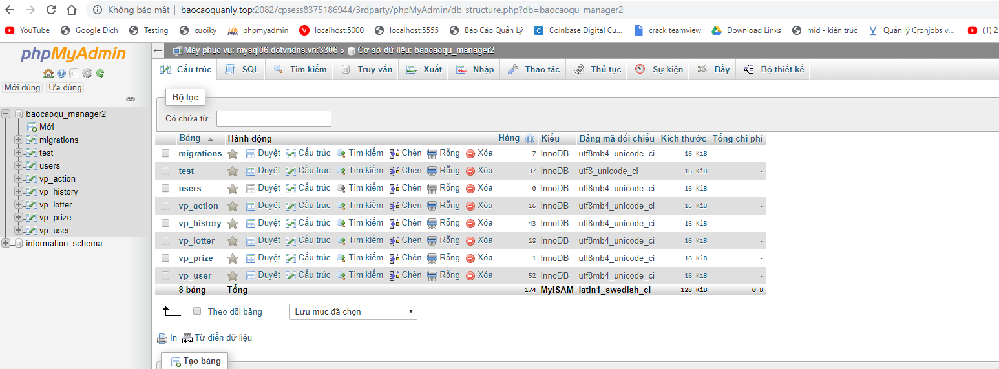 Không bảo mật | baocaoquanly.top:2082/cpsess8375186944/3rdparty/phpMyAdmin/db_structure.php?db=baocaoqu_manager2
YouTube Google Dịch Testing cuoiky phpmyadmin localhost:5000 localhost:5555 Báo Cáo Quản Lý Coinbase Digital Cu... crack teamview Download Links mid - kiến trúc Quản lý Cronjobs v... (1) 2
phpMyAdmin
Mới dùng Ưa dùng
baocaoqu_manager2
Mới
migrations
test
users
vp_action
vp_history
vp_lotter
vp_prize
vp_user
information_schema
Máy phục vụ: mysql06.dotvndns.vn:3306 » Cơ sở dữ liệu: baocaoqu_manager2
Cấu trúc SQL Tìm kiếm Truy vấn Xuất Nhập Thao tác Thủ tục Sự kiện Bẫy Bộ thiết kế
Bộ lọc
Có chứa từ:
Bảng Hành động Hàng Kiểu Bảng mã đối chiếu Kích thước Tổng chi phí
migrations Duyệt Cấu trúc Tìm kiếm Chèn Rỗng Xóa 7 InnoDB utf8mb4_unicode_ci 16 KiB -
test Duyệt Cấu trúc Tìm kiếm Chèn Rỗng Xóa 37 InnoDB utf8_unicode_ci 16 KiB -
users Duyệt Cấu trúc Tìm kiếm Chèn Rỗng Xóa 0 InnoDB utf8mb4_unicode_ci 16 KiB -
vp_action Duyệt Cấu trúc Tìm kiếm Chèn Rỗng Xóa 16 InnoDB utf8mb4_unicode_ci 16 KiB -
vp_history Duyệt Cấu trúc Tìm kiếm Chèn Rỗng Xóa 43 InnoDB utf8mb4_unicode_ci 16 KiB -
vp_lotter Duyệt Cấu trúc Tìm kiếm Chèn Rỗng Xóa 18 InnoDB utf8mb4_unicode_ci 16 KiB -
vp_prize Duyệt Cấu trúc Tìm kiếm Chèn Rỗng Xóa 1 InnoDB utf8mb4_unicode_ci 16 KiB -
vp_user Duyệt Cấu trúc Tìm kiếm Chèn Rỗng Xóa 52 InnoDB utf8mb4_unicode_ci 16 KiB -
8 bảng Tổng 174 MyISAM latin1_swedish_ci 128 KiB 0 B
Theo dõi bảng Lưu mục đã chọn
In Từ điển dữ liệu
Tạo bảng